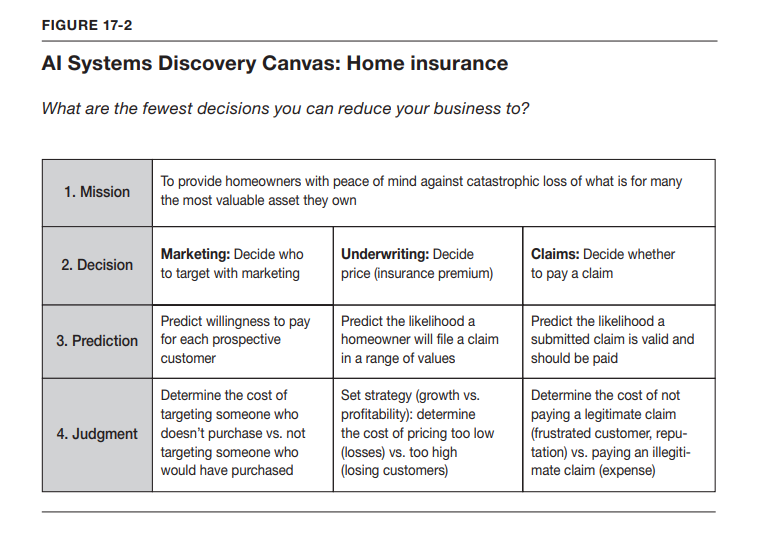 FIGURE 17-2
AI Systems Discovery Canvas: Home insurance
What are the fewest decisions you can reduce your business to?
1. Mission
To provide homeowners with peace of mind against catastrophic loss of what is for many
the most valuable asset they own
2. Decision
Marketing: Decide who
to target with marketing
Underwriting: Decide
price (insurance premium)
Claims: Decide whether
to pay a claim
3. Prediction
Predict willingness to pay
for each prospective
customer
Predict the likelihood a
homeowner will file a claim
in a range of values
Predict the likelihood a
submitted claim is valid and
should be paid
4. Judgment
Determine the cost of
targeting someone who
doesn’t purchase vs. not
targeting someone who
would have purchased
Set strategy (growth vs.
profitability): determine
the cost of pricing too low
(losses) vs. too high
(losing customers)
Determine the cost of not
paying a legitimate claim
(frustrated customer, repu-
tation) vs. paying an illegiti-
mate claim (expense)